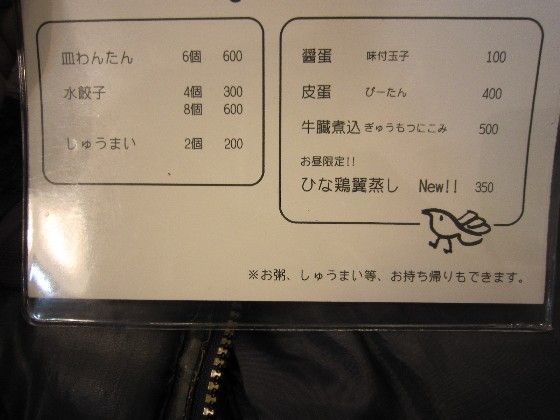 皿わんたん 6個 600
水餃子 4個 300
8個 600
しゅうまい 2個 200
醤蛋 味付玉子 100
皮蛋 ぴーたん 400
牛臓煮込 ぎゅうもつにこみ 500
お昼限定!!
ひな鶏翼蒸し New!! 350
※お粥、しゅうまい等、お持ち帰りもできます。